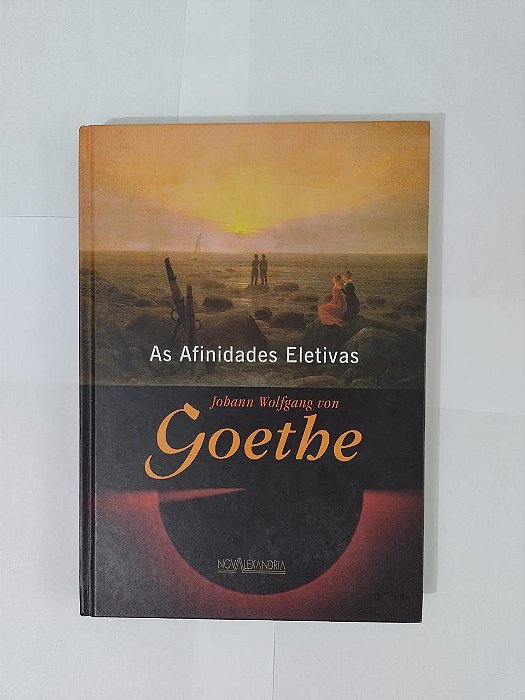 As Afinidades Eletivas
Johann Wolfgang von
Goethe
NOVA ALEXANDRIA